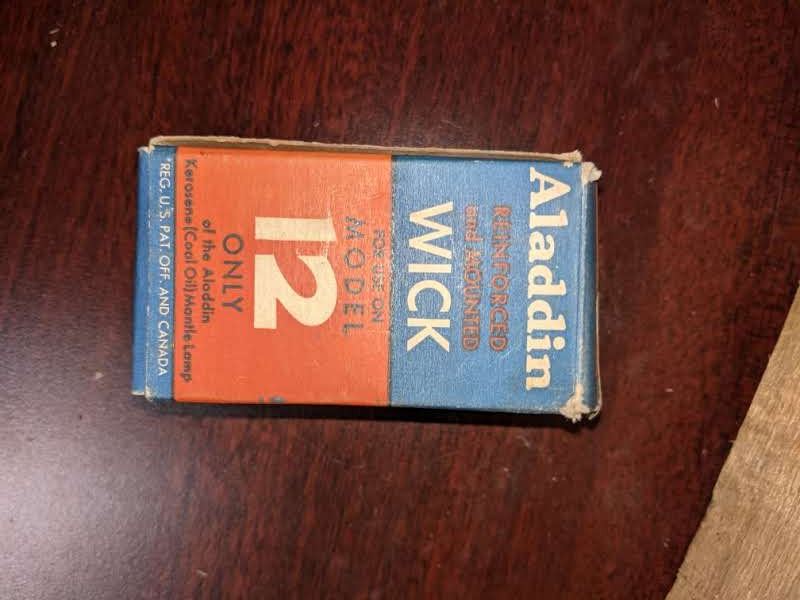 Aladdin
REINFORCED
and MOUNTED
WICK
FOR USE ON
MODEL
12
ONLY
of the Aladdin
Kerosene (Coal Oil) Mantle Lamp
REG. U.S. PAT. OFF. AND CANADA